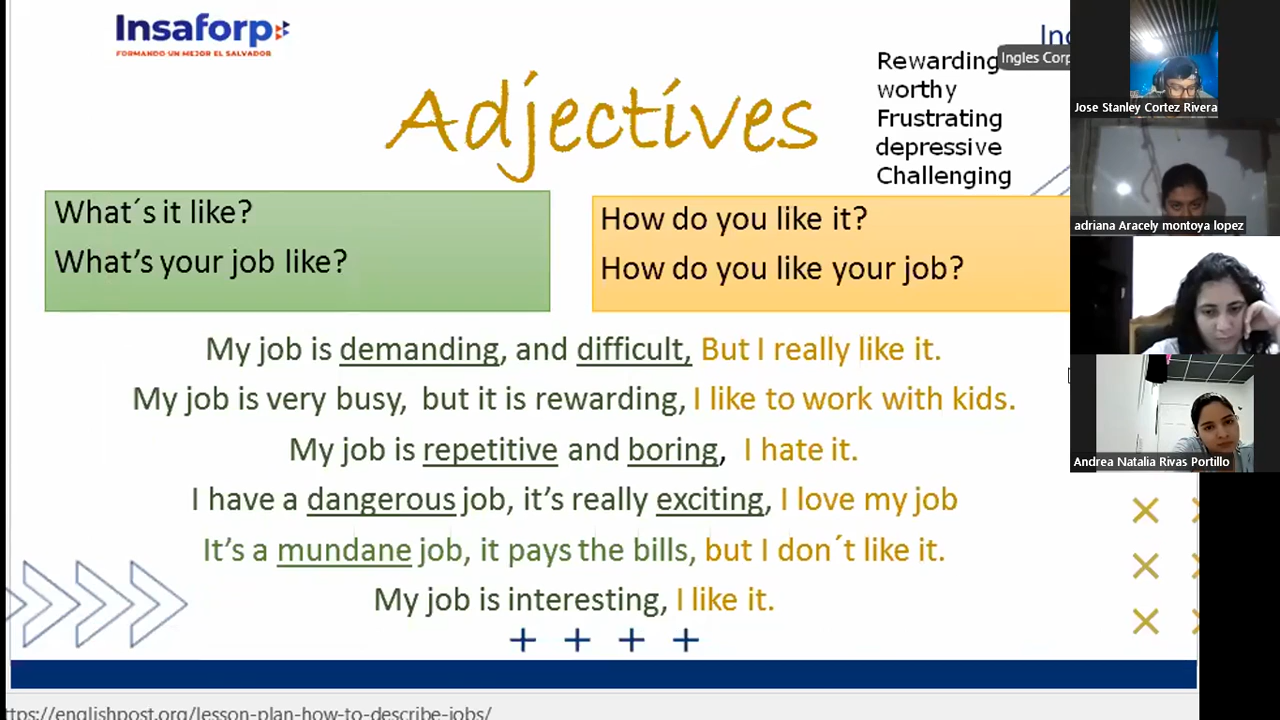 Insaforp
FORMANDO UN MEJOR EL SALVADOR
Ingles Corp
Adjectives
Rewarding
worthy
Frustrating
depressive
Challenging
What´s it like?
What's your job like?
How do you like it?
How do you like your job?
My job is demanding, and difficult, But I really like it.
My job is very busy, but it is rewarding, I like to work with kids.
My job is repetitive and boring, I hate it.
I have a dangerous job, it's really exciting, I love my job
It's a mundane job, it pays the bills, but I don´t like it.
My job is interesting, I like it.
ttps://englishpost.org/lesson-plan-how-to-describe-jobs/
Jose Stanley Cortez Rivera
adriana Aracely montoya lopez
Andrea Natalia Rivas Portillo